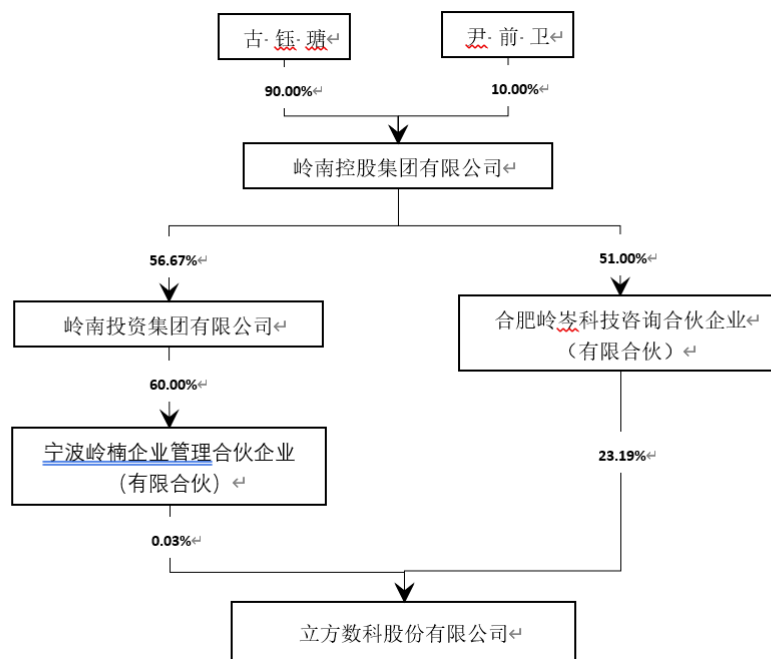 古·钰·瑭↵
尹·前·卫↵
90.00%↵
10.00%↵
岭南控股集团有限公司↵
56.67%↵
51.00%↵
岭南投资集团有限公司↵
合肥岭岑科技咨询合伙企业↵
（有限合伙）↵
60.00%↵
宁波岭楠企业管理合伙企业
（有限合伙）↵
23.19%↵
0.03%↵
立方数科股份有限公司↵